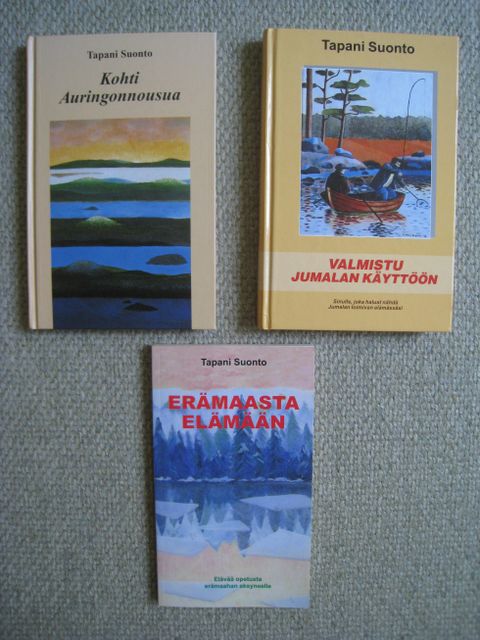 Tapani Suonto
Kohti
Auringonnousua
Tapani Suonto
VALMISTU
JUMALAN KÄYTTÖÖN
Sinulle, joka haluat nähdä
Jumalan toimivan elämässäsi
Tapani Suonto
ERÄMAASTA
ELÄMÄÄN
Elävää opetusta
erämaahan eksyneelle